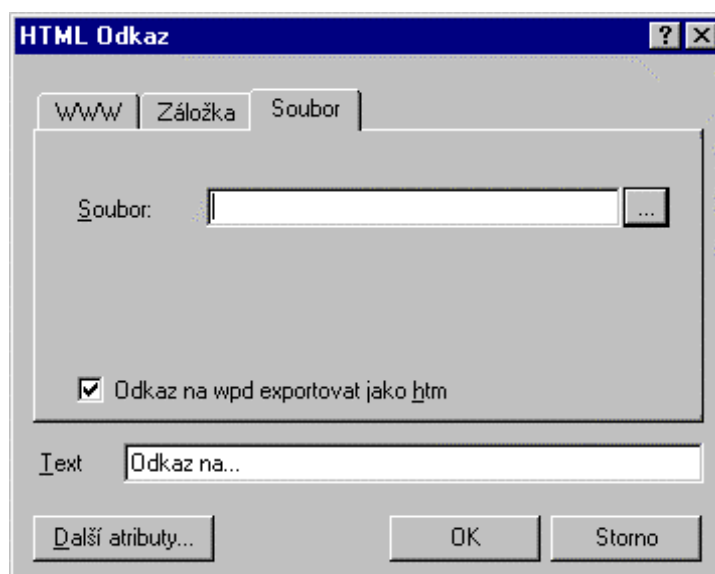 HTML Odkaz
WWW Záložka Soubor
Soubor: ...
Odkaz na wpd exportovat jako htm
Text Odkaz na...
Další atributy... OK Storno